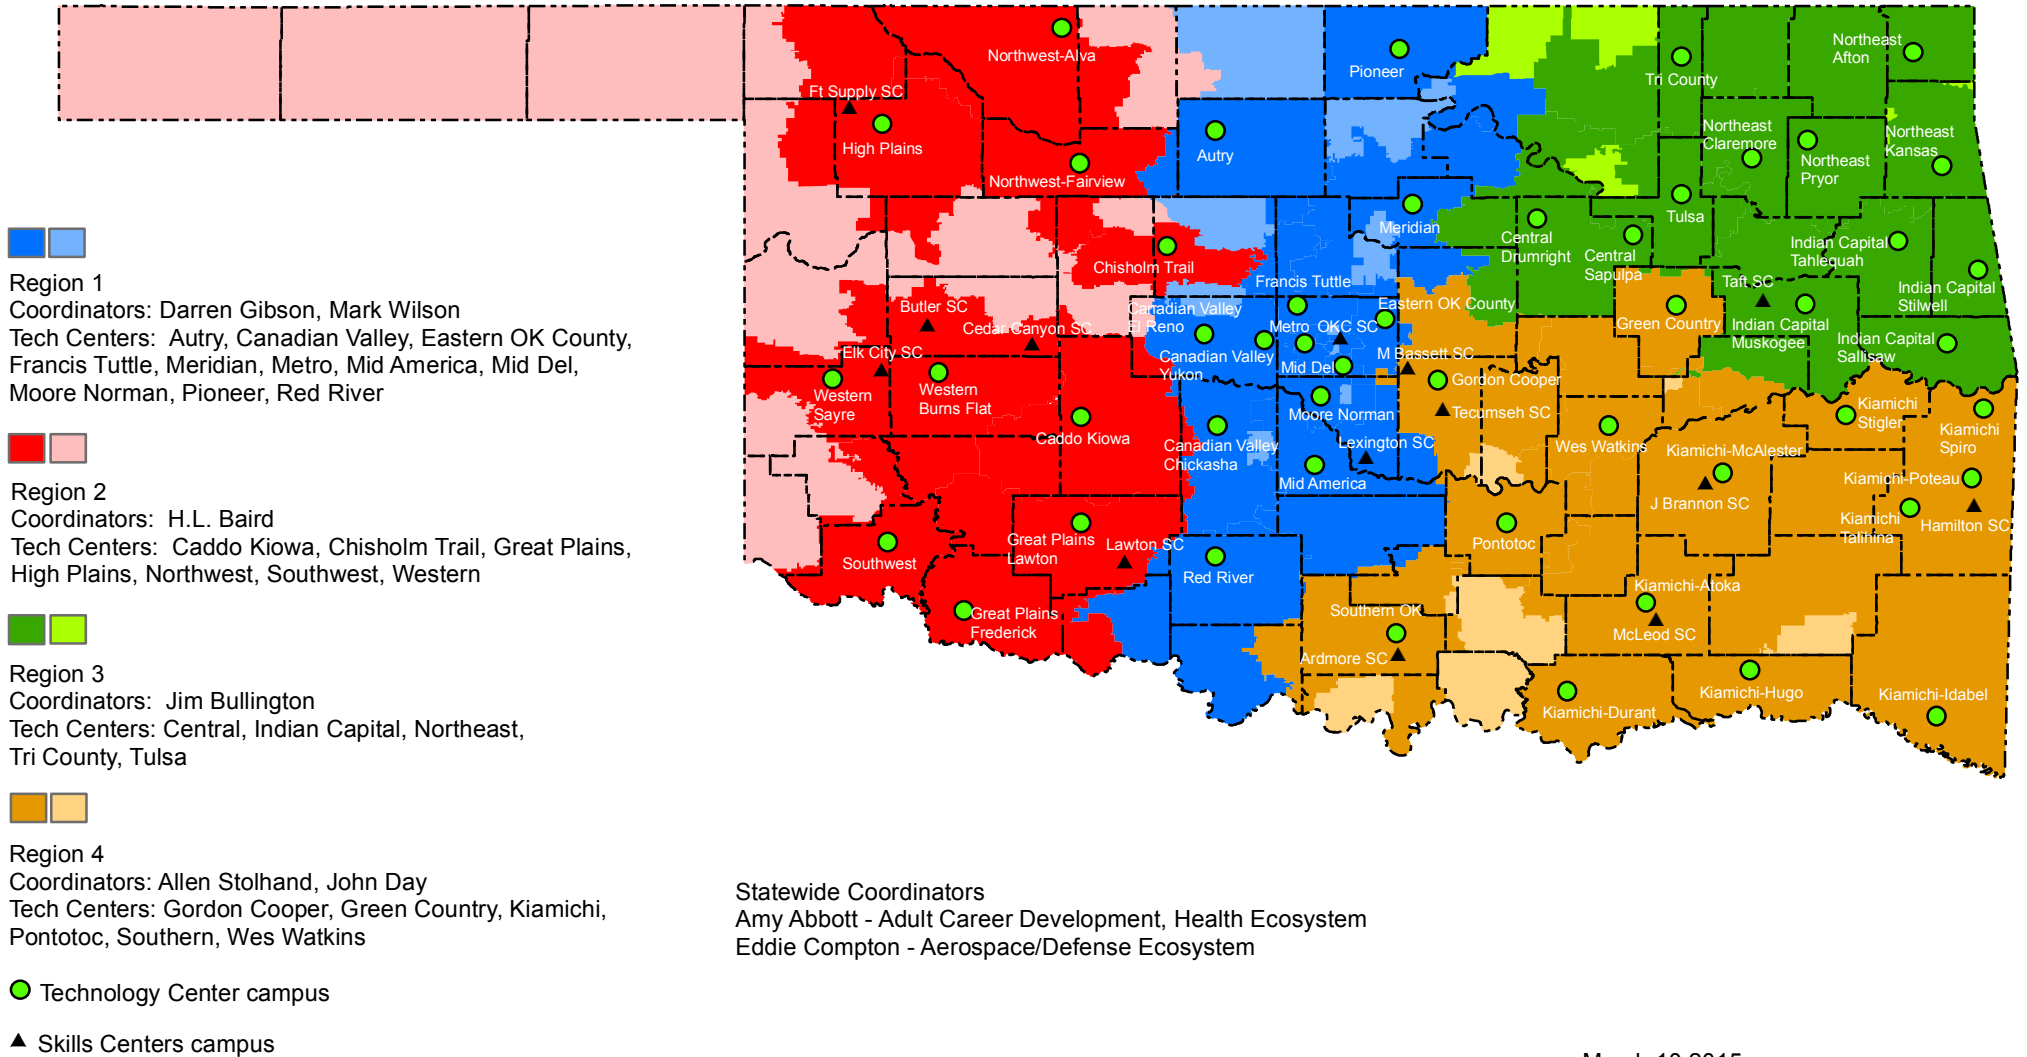 Northwest-Alva
Pioneer
Northeast
Afton
Tri County
Ft Supply SC
High Plains
Autry
Northeast
Claremore
Northeast
Kansas
Northeast
Pryor
Northwest-Fairview
Meridian
Tulsa
Central
Drumright
Central
Sapulpa
Indian Capital
Tahlequah
Chisholm Trail
Francis Tuttle
Taft SC
Indian Capital
Stilwell
Butler SC
Canadian Valley
El Reno
Eastern OK County
Cedar Canyon SC
Metro
OKC SC
Green Country
Indian Capital
Muskogee
Indian Capital
Sallisaw
Elk City SC
Canadian Valley
Yukon
Mid Del
M Bassett SC
Gordon Cooper
Western
Sayre
Western
Burns Flat
Moore Norman
Tecumseh SC
Kiamichi
Stigler
Kiamichi
Spiro
Caddo Kiowa
Canadian Valley
Chickasha
Lexington SC
Wes Watkins
Kiamichi-McAlester
Mid America
Kiamichi-Poteau
J Brannon SC
Kiamichi
Talihina
Hamilton SC
Great Plains
Lawton
Lawton SC
Pontotoc
Southwest
Red River
Kiamichi-Atoka
Great Plains
Frederick
Southern OK
McLeod SC
Ardmore SC
Kiamichi-Durant
Kiamichi-Hugo
Kiamichi-Idabel
Region 1
Coordinators: Darren Gibson, Mark Wilson
Tech Centers: Autry, Canadian Valley, Eastern OK County,
Francis Tuttle, Meridian, Metro, Mid America, Mid Del,
Moore Norman, Pioneer, Red River
Region 2
Coordinators: H.L. Baird
Tech Centers: Caddo Kiowa, Chisholm Trail, Great Plains,
High Plains, Northwest, Southwest, Western
Region 3
Coordinators: Jim Bullington
Tech Centers: Central, Indian Capital, Northeast,
Tri County, Tulsa
Region 4
Coordinators: Allen Stolhand, John Day
Tech Centers: Gordon Cooper, Green Country, Kiamichi,
Pontotoc, Southern, Wes Watkins
Technology Center campus
Skills Centers campus
Statewide Coordinators
Amy Abbott - Adult Career Development, Health Ecosystem
Eddie Compton - Aerospace/Defense Ecosystem
March 10 2015